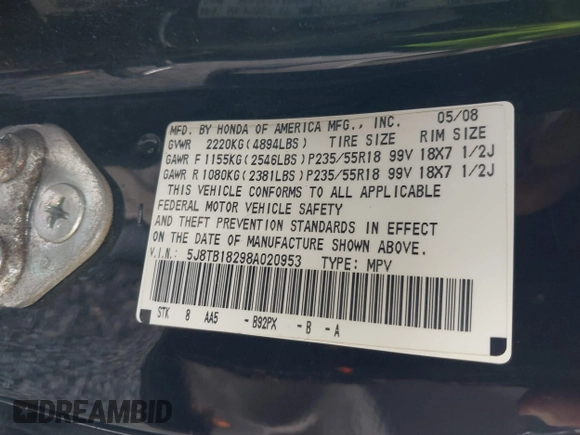 MFD. BY HONDA OF AMERICA MFG., INC. 05/08
GVWR 2220KG(4894LBS) TIRE SIZE RIM SIZE
GAWR F 1155KG(2546LBS) P235/55R18 99V 18X7 1/2J
GAWR R 1080KG(2381LBS) P235/55R18 99V 18X7 1/2J
THIS VEHICLE CONFORMS TO ALL APPLICABLE
FEDERAL MOTOR VEHICLE SAFETY
AND THEFT PREVENTION STANDARDS IN EFFECT
ON THE DATE OF MANUFACTURE SHOWN ABOVE.
V.I.N.: 5J8TB18298A020953 TYPE: MPV
STK 8 AA5 -B92PX -B -A
DREAMBID